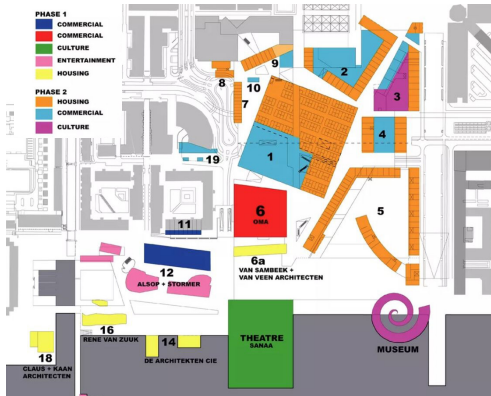 PHASE 1
COMMERCIAL
COMMERCIAL
CULTURE
ENTERTAINMENT
HOUSING
PHASE 2
HOUSING
COMMERCIAL
CULTURE
9
2
8
10
3
7
4
19
1
6
OMA
5
11
6a
VAN SAMBEEK +
VAN VEEN ARCHITECTEN
12
ALSOP + STORMER
16
RENE VAN ZUUK
14
DE ARCHITEKTEN CIE
THEATRE
SANAA
MUSEUM
18
CLAUS + KAAN
ARCHITECTEN